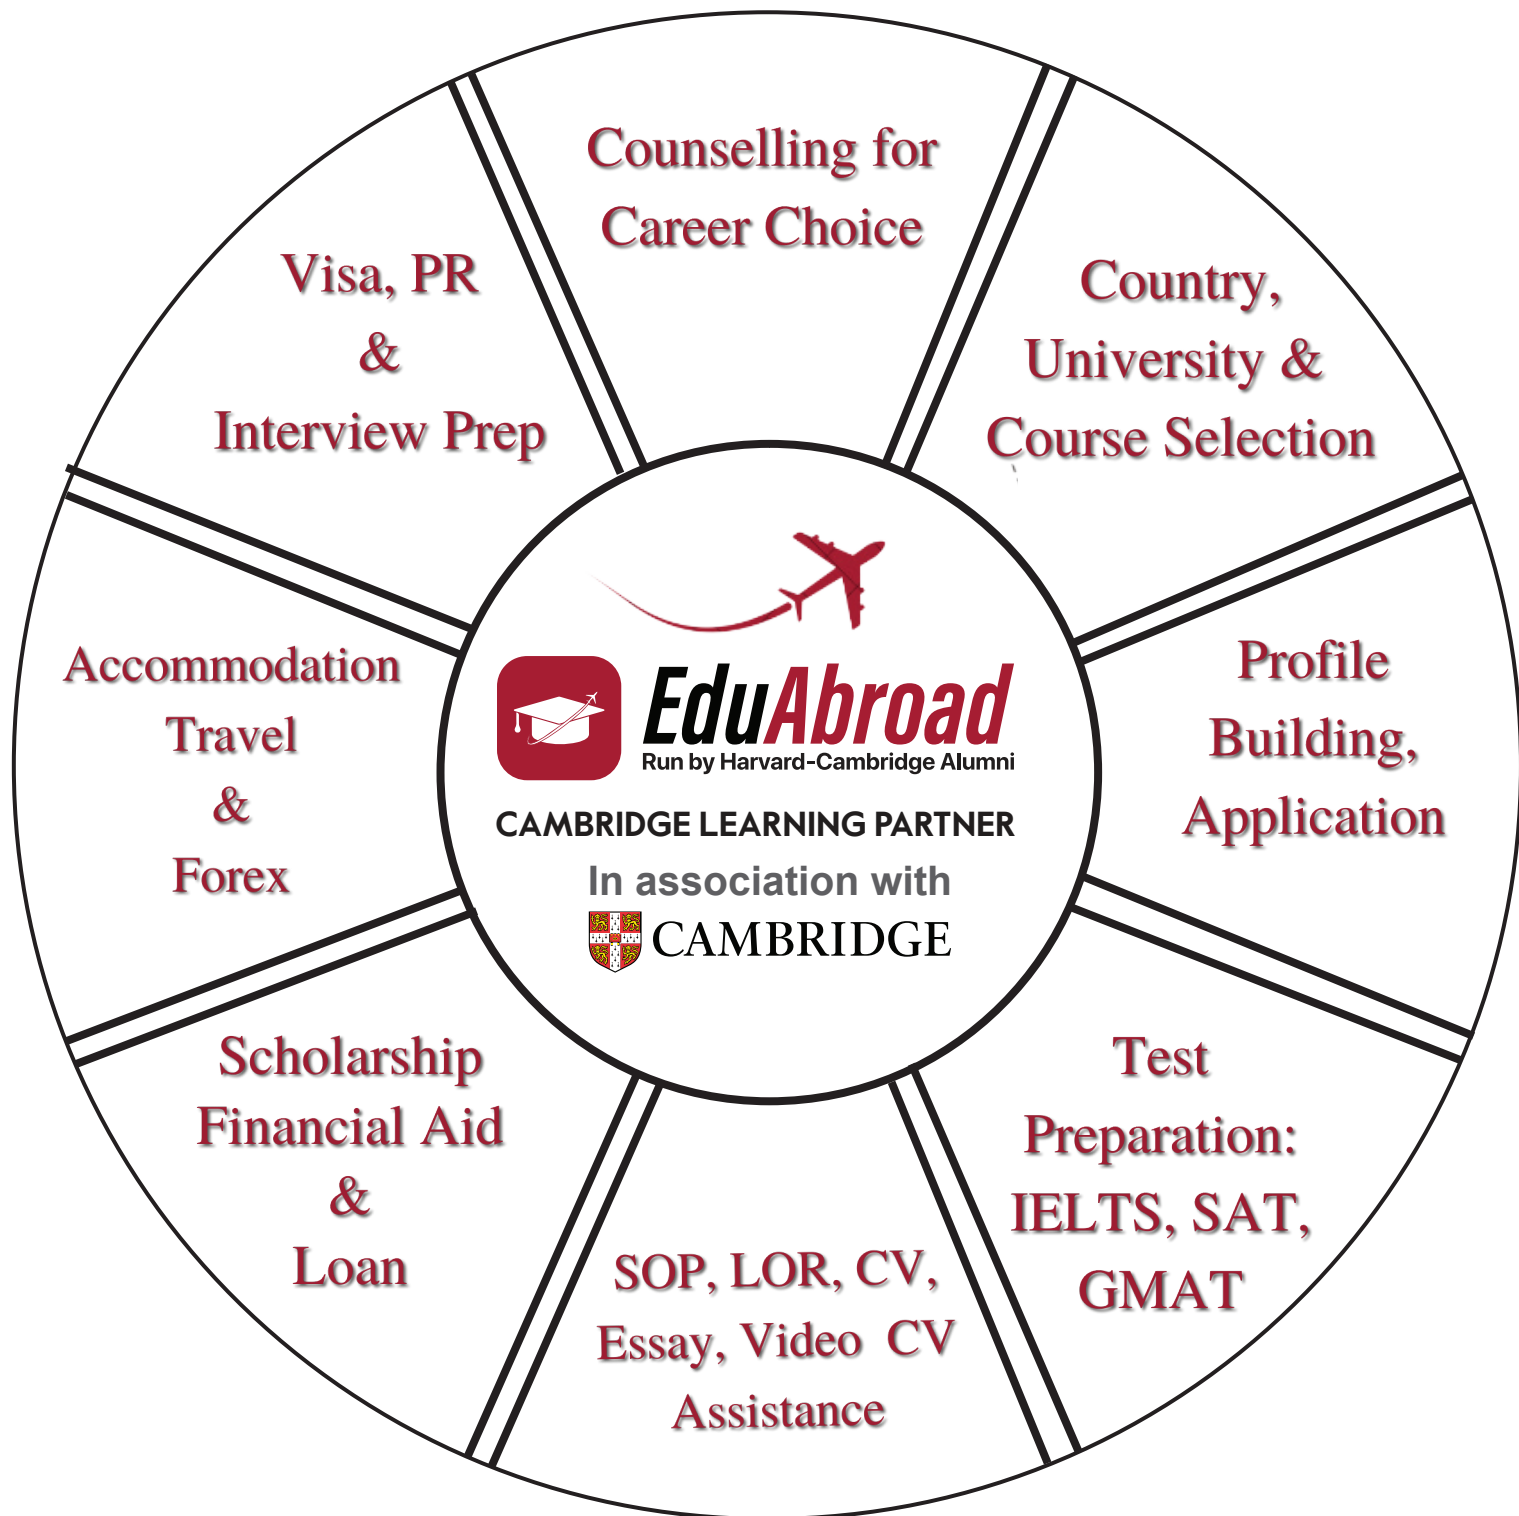 Counselling for
Career Choice
Country,
University &
Course Selection
Profile
Building,
Application
Test
Preparation:
IELTS, SAT,
GMAT
SOP, LOR, CV,
Essay, Video CV
Assistance
Scholarship
Financial Aid
&
Loan
Accommodation
Travel
&
Forex
Visa, PR
&
Interview Prep
EduAbroad
Run by Harvard-Cambridge Alumni
CAMBRIDGE LEARNING PARTNER
In association with
CAMBRIDGE